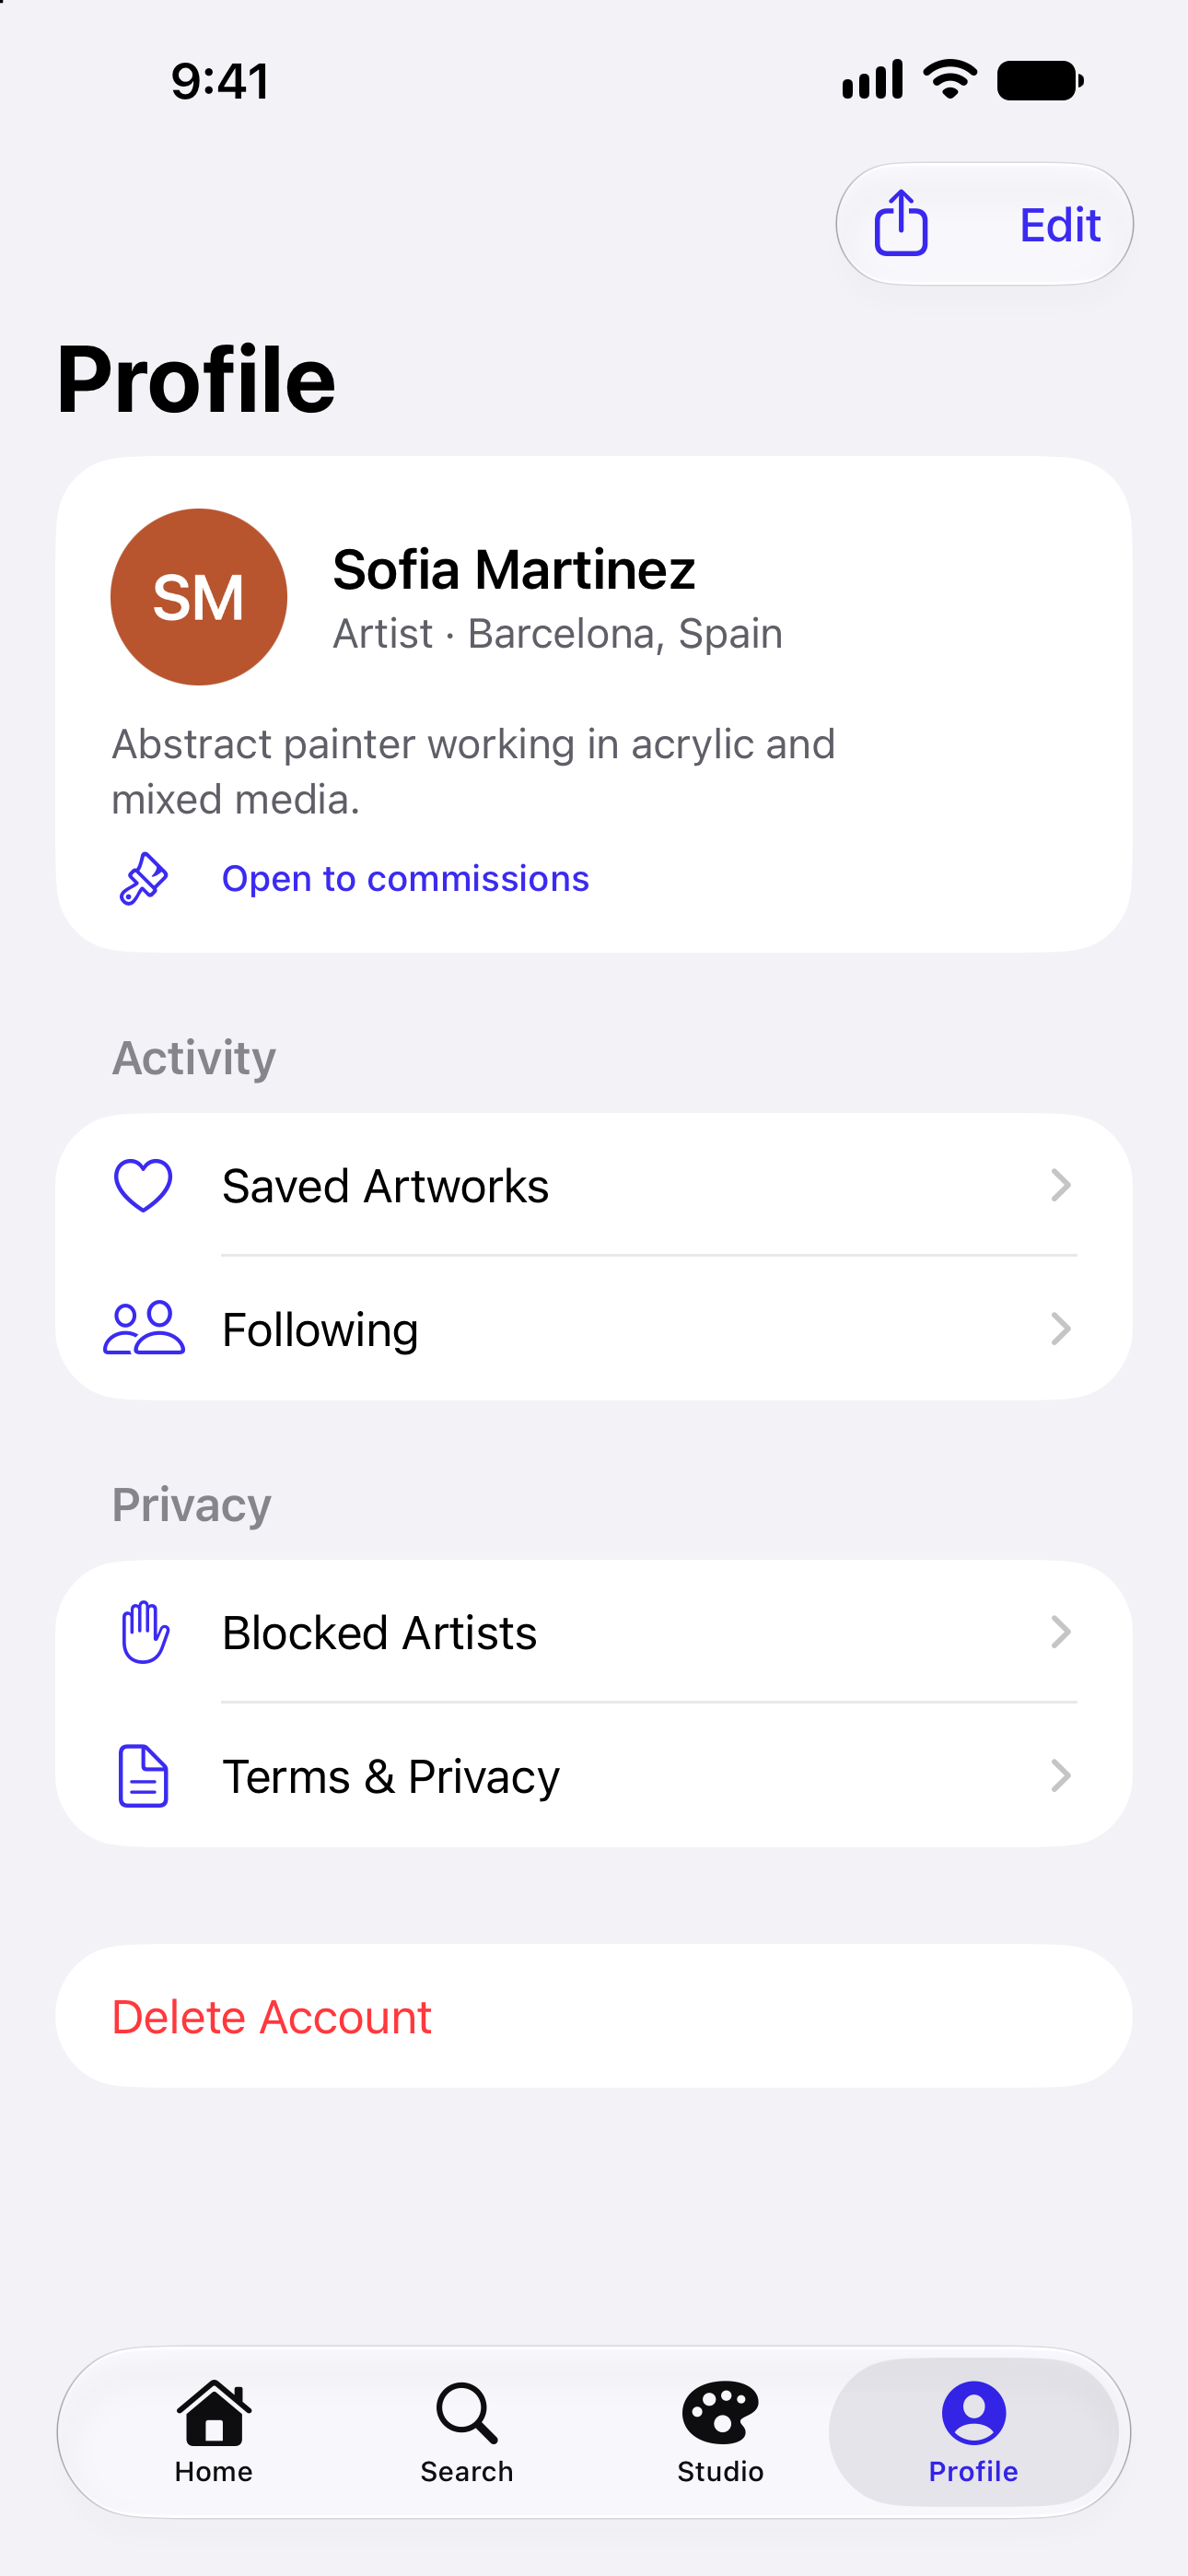 9:41
Edit
Profile
SM
Sofia Martinez
Artist · Barcelona, Spain
Abstract painter working in acrylic and
mixed media.
Open to commissions
Activity
Saved Artworks
Following
Privacy
Blocked Artists
Terms & Privacy
Delete Account
Home
Search
Studio
Profile